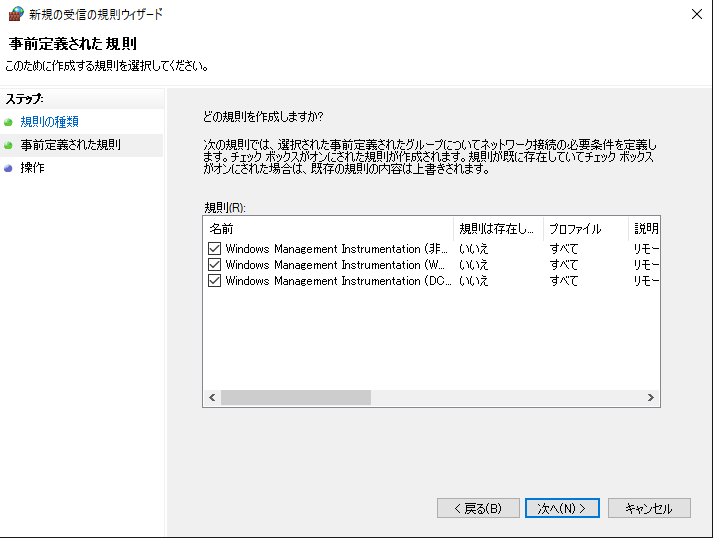 新規の受信の規則ウィザード
事前定義された規則
このために作成する規則を選択してください。
ステップ:
規則の種類
事前定義された規則
操作
どの規則を作成しますか?
次の規則では、選択された事前定義されたグループについてネットワーク接続の必要条件を定義し
ます。チェック ボックスがオンにされた規則が作成されます。規則が既に存在していてチェック ボックス
がオンにされた場合は、既存の規則の内容は上書きされます。
規則(R):
名前 規則は存在し... プロファイル 説明
Windows Management Instrumentation (非... いいえ すべて リモー
Windows Management Instrumentation (W... いいえ すべて リモー
Windows Management Instrumentation (DC... いいえ すべて リモー
< 戻る(B) 次へ(N) > キャンセル